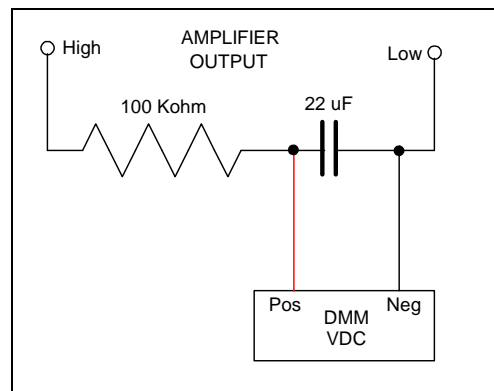 High
AMPLIFIER
OUTPUT
Low
100 Kohm
22 uF
Pos
Neg
DMM
VDC